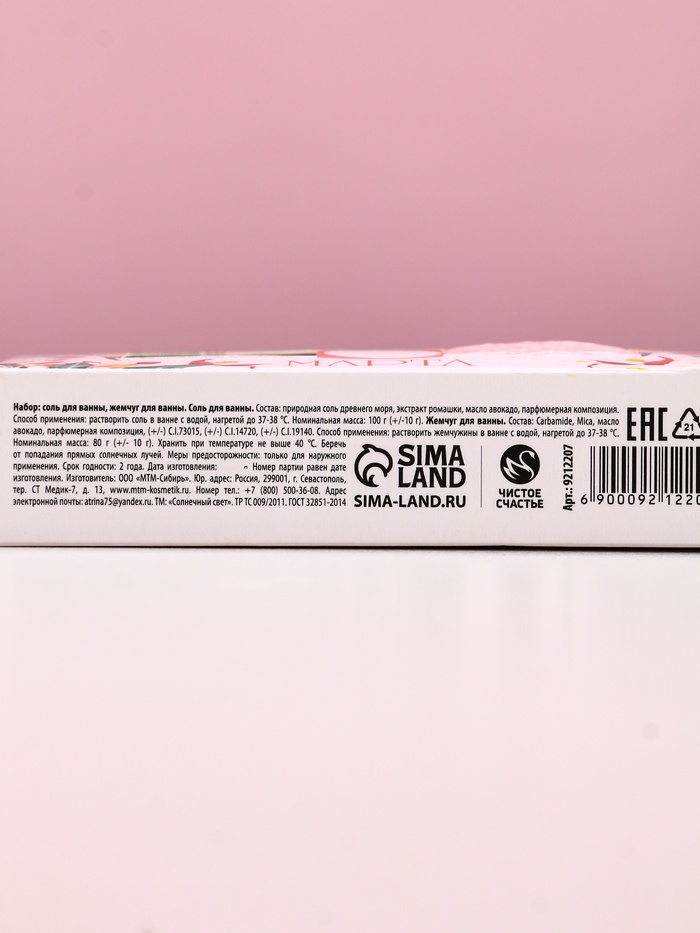 МАРТА
Набор: соль для ванны, жемчуг для ванны. Соль для ванны. Состав: природная соль древнего моря, экстракт ромашки, масло авокадо, парфюмерная композиция.
Способ применения: растворить соль в ванне с водой, нагретой до 37-38 °С. Номинальная масса: 100 г (+/-10 г). Жемчуг для ванны. Состав: Carbamide, Mica, масло
авокадо, парфюмерная композиция, (+/-) C.I.73015, (+/-) C.I.14720, (+/-) C.I.19140. Способ применения: растворить жемчужины в ванне с водой, нагретой до 37-38 °С.
Номинальная масса: 80 г (+/- 10 г). Хранить при температуре не выше 40 °С. Беречь
от попадания прямых солнечных лучей. Меры предосторожности: только для наружного
применения. Срок годности: 2 года. Дата изготовления: Номер партии равен дате
изготовления. Изготовитель: ООО «МТМ-Сибирь». Юр. адрес: Россия, 299001, г. Севастополь,
тер. СТ Медик-7, д. 13, www.mtm-kosmetik.ru. Номер тел.: +7 (800) 500-36-08. Адрес
электронной почты: atrina75@yandex.ru. ТМ: «Солнечный свет». ТР ТС 009/2011. ГОСТ 32851-2014
SIMA
LAND
SIMA-LAND.RU
ЧИСТОЕ
СЧАСТЬЕ
Арт.: 9212207
EAC
21
6 900092 1220